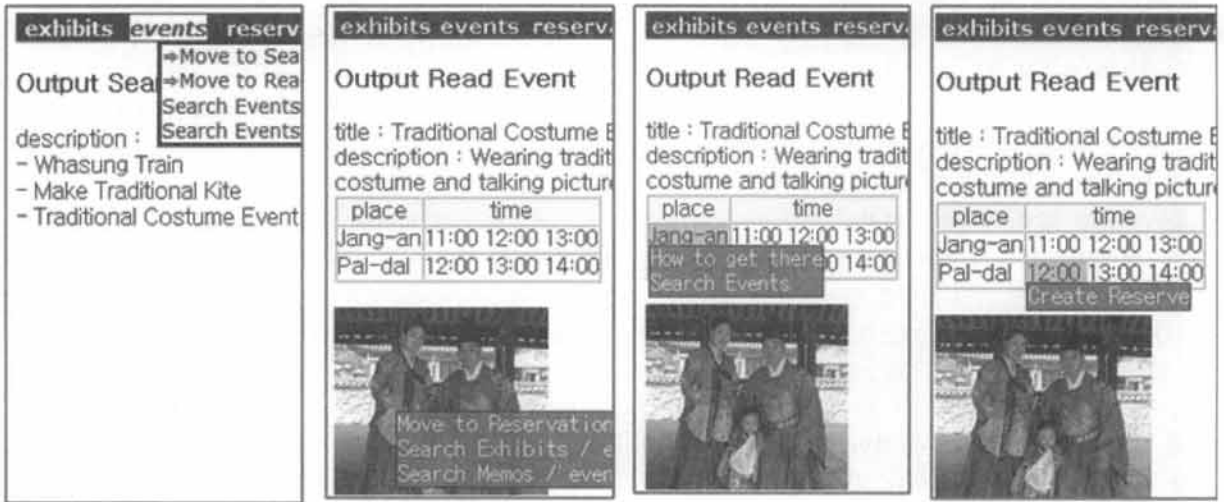 exhibits events reserv
⇒Move to Sea
⇒Move to Rea
Search Events
Search Events
Output Sear
description :
- Whasung Train
- Make Traditional Kite
- Traditional Costume Event
exhibits events reserv
Output Read Event
title : Traditional Costume E
description : Wearing tradit
costume and talking pictur
place time
Jang-an 11:00 12:00 13:00
Pal-dal 12:00 13:00 14:00
Move to Reservation
Search Exhibits / e
Search Memos / even
exhibits events reserv
Output Read Event
title : Traditional Costume E
description : Wearing tradit
costume and talking pictur
place time
Jang-an 11:00 12:00 13:00
How to get there 0 14:00
Search Events
exhibits events reserv
Output Read Event
title : Traditional Costume E
description : Wearing tradit
costume and talking pictur
place time
Jang-an 11:00 12:00 13:00
Pal-dal 12:00 13:00 14:00
Create Reserve